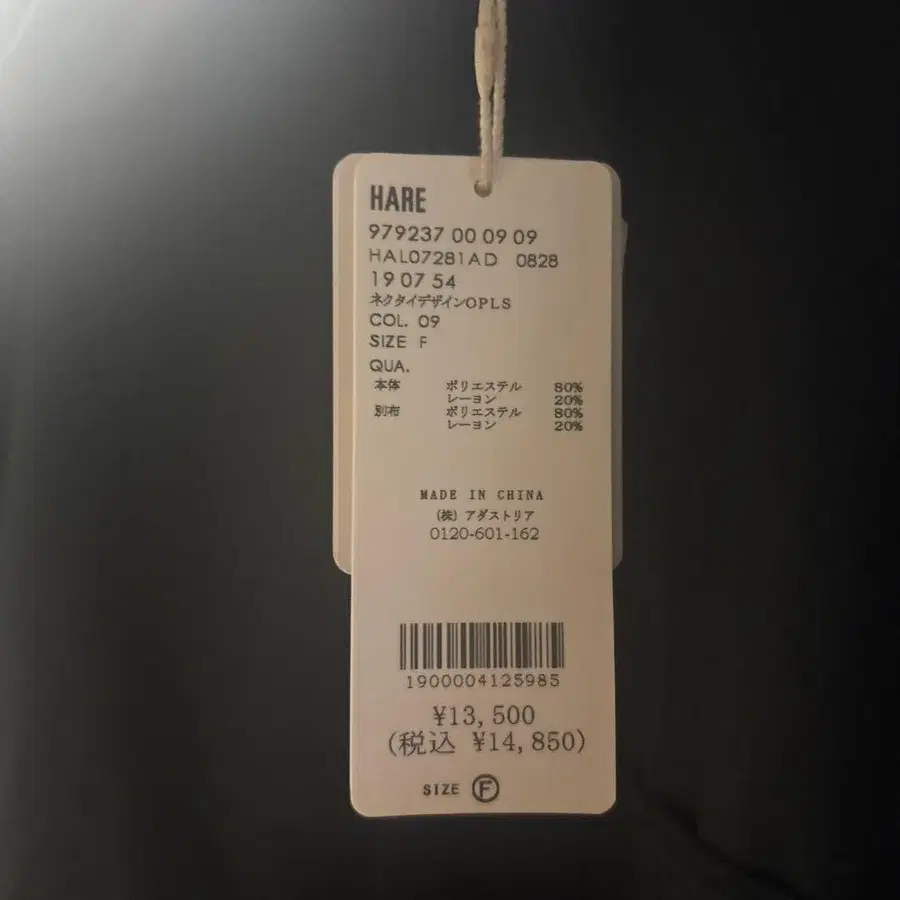 HARE
979237 00 09 09
HAL07281AD 0828
19 07 54
ネクタイデザインOPLS
COL. 09
SIZE F
QUA.
本体 ポリエステル 80%
レーヨン 20%
別布 ポリエステル 80%
レーヨン 20%
MADE IN CHINA
(株) アダストリア
0120-601-162
1900004125985
¥13,500
(税込 ¥14,850)
SIZE F